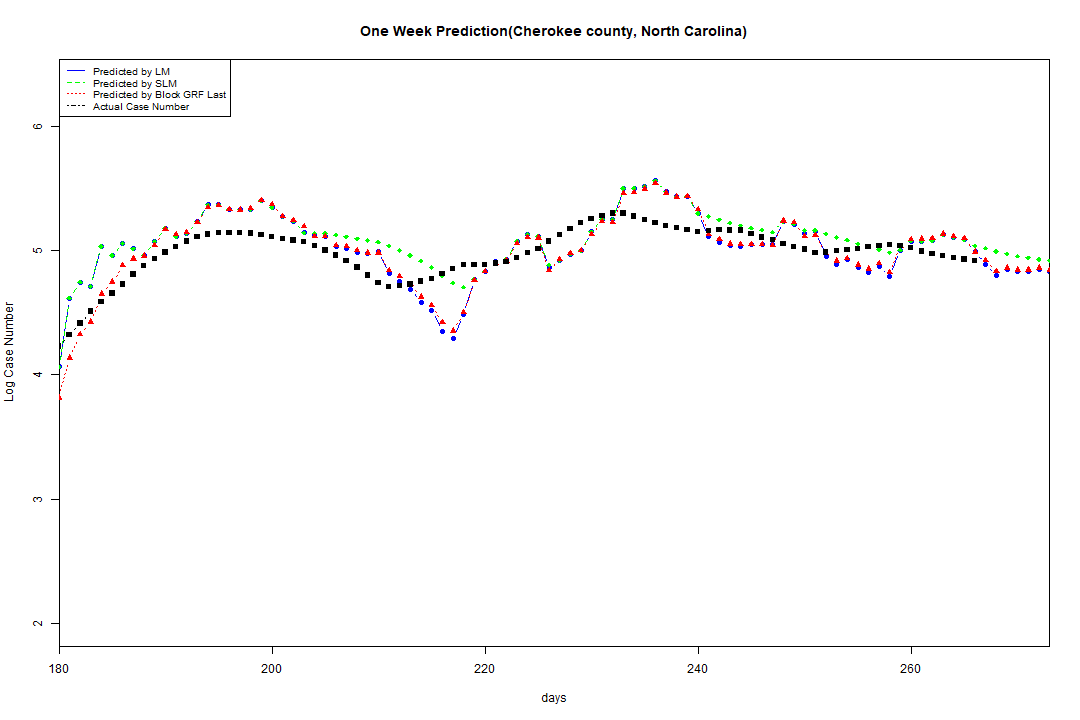 One Week Prediction(Cherokee county, North Carolina)
Predicted by LM
Predicted by SLM
Predicted by Block GRF Last
Actual Case Number
6
5
4
3
2
Log Case Number
180 200 220 240 260
days